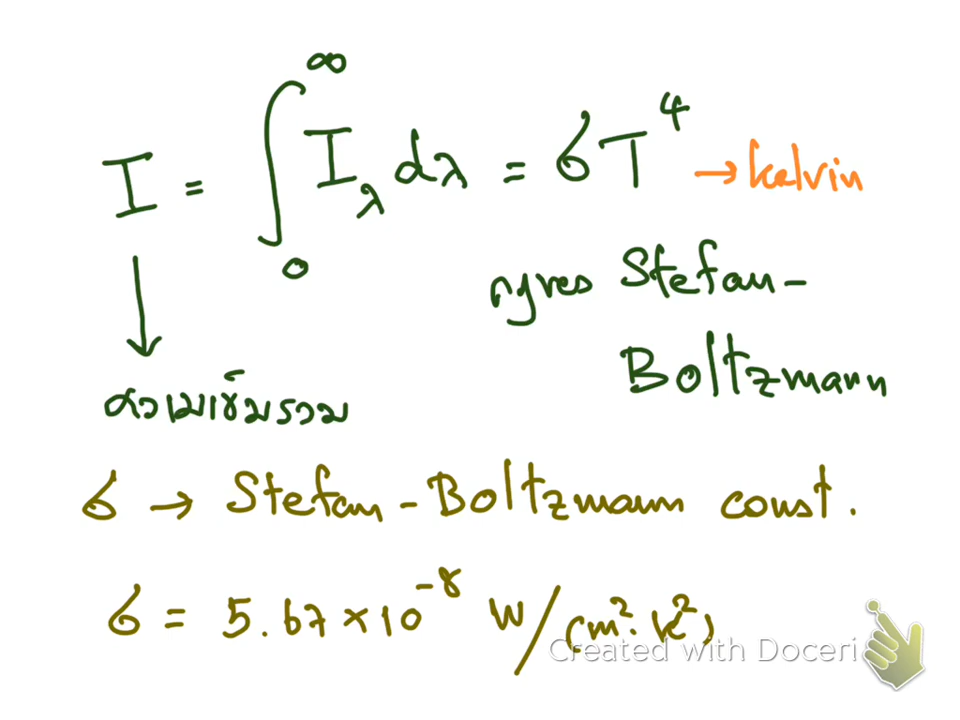 I = ∫₀^∞ I_λ dλ = σT⁴ → kelvin
กฎของ Stefan-
Boltzmann
ความเข้มรวม
σ → Stefan-Boltzmann const.
σ = 5.67 × 10⁻⁸ W/(m²·K²)
Created with Doceri